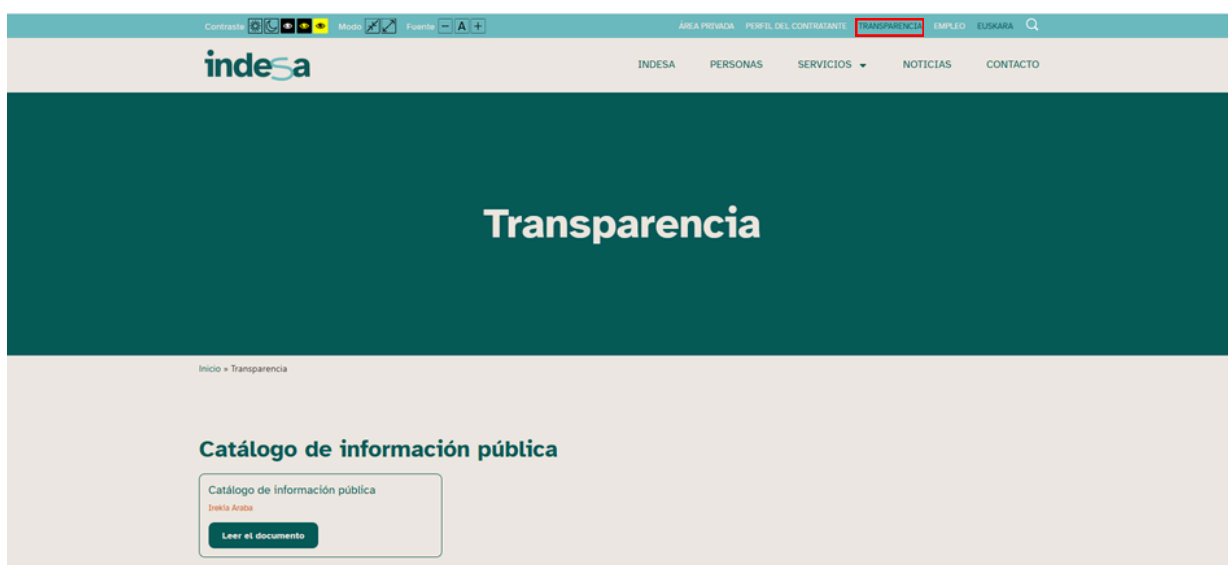 Contraste Modo Fuente − A + ÁREA PRIVADA PERFIL DEL CONTRATANTE TRANSPARENCIA EMPLEO EUSKARA
indesa INDESA PERSONAS SERVICIOS NOTICIAS CONTACTO
Transparencia
Inicio » Transparencia
Catálogo de información pública
Catálogo de información pública
Irekia Araba
Leer el documento